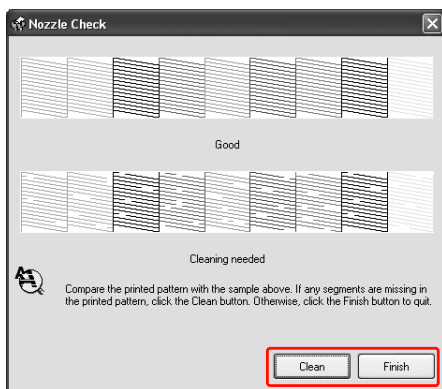 Nozzle Check
Good
Cleaning needed
Compare the printed pattern with the sample above. If any segments are missing in
the printed pattern, click the Clean button. Otherwise, click the Finish button to quit.
Clean Finish